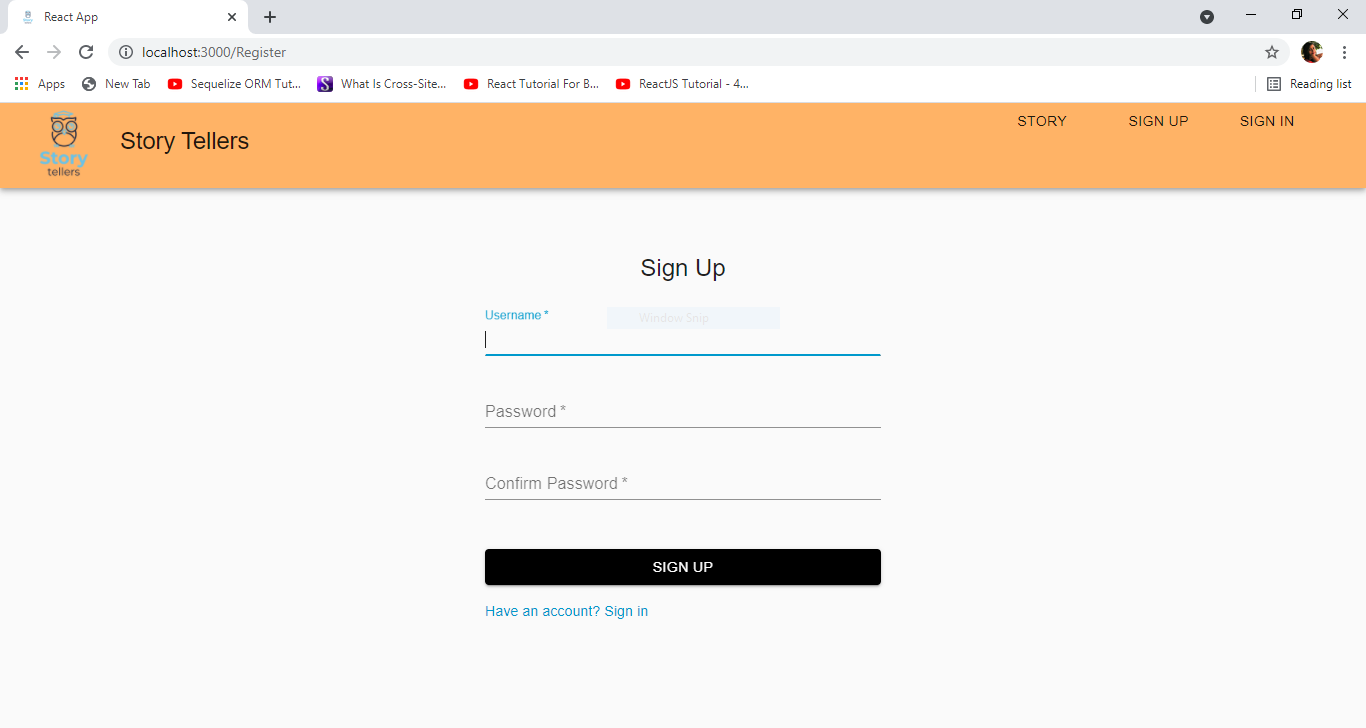 React App
localhost:3000/Register
Apps New Tab Sequelize ORM Tut... What Is Cross-Site... React Tutorial For B... ReactJS Tutorial - 4... Reading list
Story
tellers
Story Tellers
STORY SIGN UP SIGN IN
Sign Up
Username *
Window Snip
Password *
Confirm Password *
SIGN UP
Have an account? Sign in